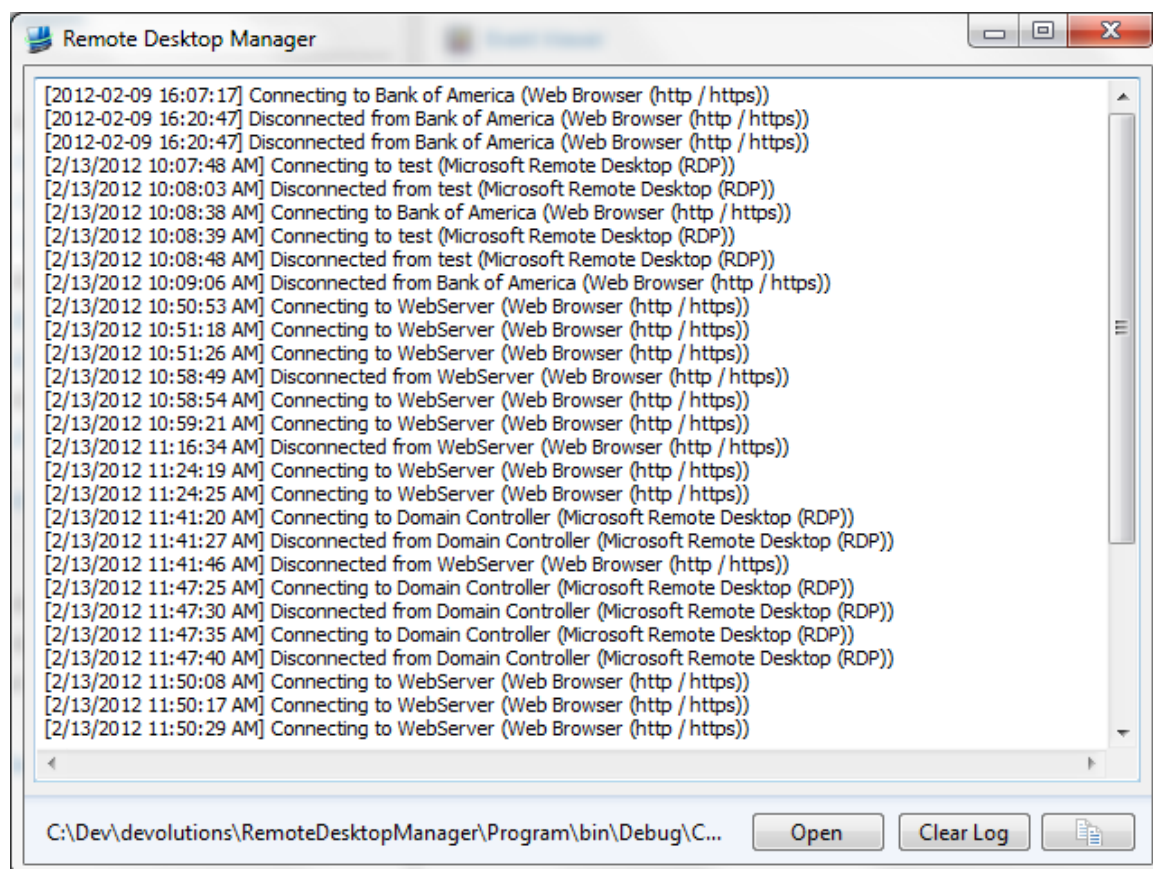 Remote Desktop Manager
[2012-02-09 16:07:17] Connecting to Bank of America (Web Browser (http / https))
[2012-02-09 16:20:47] Disconnected from Bank of America (Web Browser (http / https))
[2012-02-09 16:20:47] Disconnected from Bank of America (Web Browser (http / https))
[2/13/2012 10:07:48 AM] Connecting to test (Microsoft Remote Desktop (RDP))
[2/13/2012 10:08:03 AM] Disconnected from test (Microsoft Remote Desktop (RDP))
[2/13/2012 10:08:38 AM] Connecting to Bank of America (Web Browser (http / https))
[2/13/2012 10:08:39 AM] Connecting to test (Microsoft Remote Desktop (RDP))
[2/13/2012 10:08:48 AM] Disconnected from test (Microsoft Remote Desktop (RDP))
[2/13/2012 10:09:06 AM] Disconnected from Bank of America (Web Browser (http / https))
[2/13/2012 10:50:53 AM] Connecting to WebServer (Web Browser (http / https))
[2/13/2012 10:51:18 AM] Connecting to WebServer (Web Browser (http / https))
[2/13/2012 10:51:26 AM] Connecting to WebServer (Web Browser (http / https))
[2/13/2012 10:58:49 AM] Disconnected from WebServer (Web Browser (http / https))
[2/13/2012 10:58:54 AM] Connecting to WebServer (Web Browser (http / https))
[2/13/2012 10:59:21 AM] Connecting to WebServer (Web Browser (http / https))
[2/13/2012 11:16:34 AM] Disconnected from WebServer (Web Browser (http / https))
[2/13/2012 11:24:19 AM] Connecting to WebServer (Web Browser (http / https))
[2/13/2012 11:24:25 AM] Connecting to WebServer (Web Browser (http / https))
[2/13/2012 11:41:20 AM] Connecting to Domain Controller (Microsoft Remote Desktop (RDP))
[2/13/2012 11:41:27 AM] Disconnected from Domain Controller (Microsoft Remote Desktop (RDP))
[2/13/2012 11:41:46 AM] Disconnected from WebServer (Web Browser (http / https))
[2/13/2012 11:47:25 AM] Connecting to Domain Controller (Microsoft Remote Desktop (RDP))
[2/13/2012 11:47:30 AM] Disconnected from Domain Controller (Microsoft Remote Desktop (RDP))
[2/13/2012 11:47:35 AM] Connecting to Domain Controller (Microsoft Remote Desktop (RDP))
[2/13/2012 11:47:40 AM] Disconnected from Domain Controller (Microsoft Remote Desktop (RDP))
[2/13/2012 11:50:08 AM] Connecting to WebServer (Web Browser (http / https))
[2/13/2012 11:50:17 AM] Connecting to WebServer (Web Browser (http / https))
[2/13/2012 11:50:29 AM] Connecting to WebServer (Web Browser (http / https))
C:\Dev\devolutions\RemoteDesktopManager\Program\bin\Debug\C... Open Clear Log